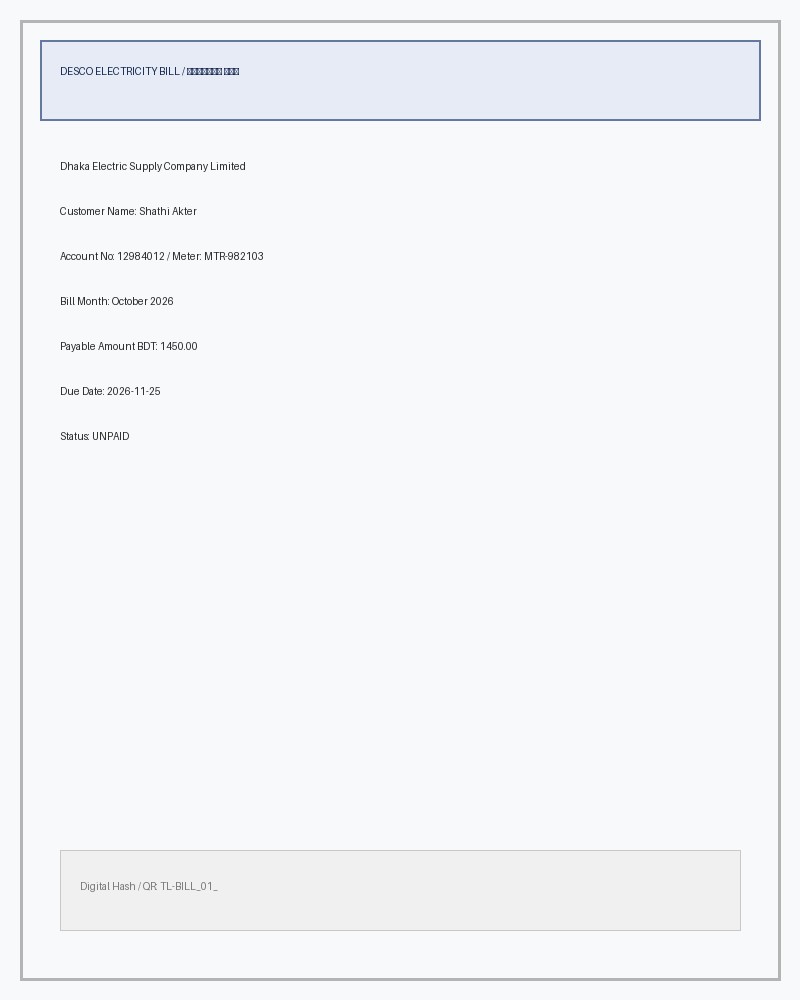 DESCO ELECTRICITY BILL /
Dhaka Electric Supply Company Limited
Customer Name: Shathi Akter
Account No: 12984012 / Meter: MTR-982103
Bill Month: October 2026
Payable Amount BDT: 1450.00
Due Date: 2026-11-25
Status: UNPAID
Digital Hash / QR: TL-BILL_01_